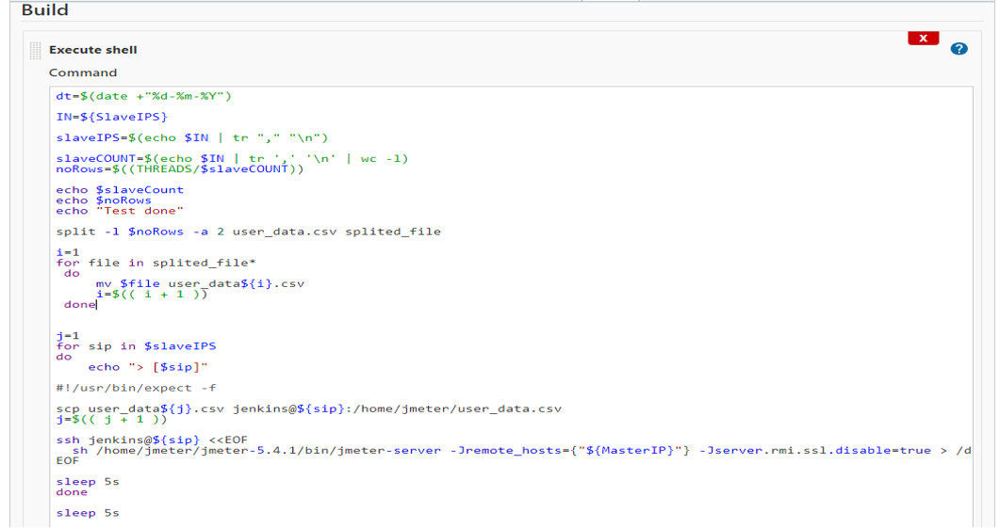 Build
Execute shell
X
?
Command
dt=$(date +"%d-%m-%Y")
IN=${SlaveIPS}
slaveIPS=$(echo $IN | tr "," "\n")
slaveCOUNT=$(echo $IN | tr ',' '\n' | wc -l)
noRows=$((THREADS/$slaveCOUNT))
echo $slaveCount
echo $noRows
echo "Test done"
split -l $noRows -a 2 user_data.csv splited_file
i=1
for file in splited_file*
do
mv $file user_data${i}.csv
i=$(( i + 1 ))
done
j=1
for sip in $slaveIPS
do
echo "> [$sip]"
#!/usr/bin/expect -f
scp user_data${j}.csv jenkins@${sip}:/home/jmeter/user_data.csv
j=$(( j + 1 ))
ssh jenkins@${sip} <<EOF
sh /home/jmeter/jmeter-5.4.1/bin/jmeter-server -Jremote_hosts={"${MasterIP}"} -Jserver.rmi.ssl.disable=true > /d
EOF
sleep 5s
done
sleep 5s